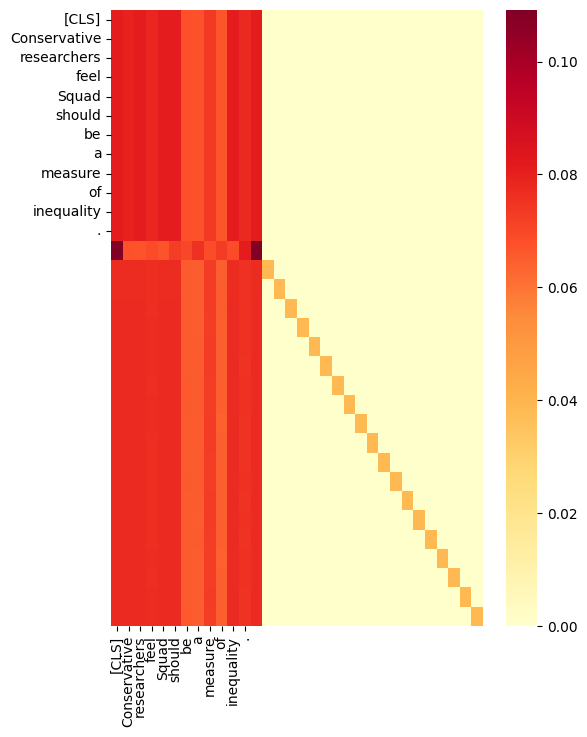 [CLS]
Conservative
researchers
feel
Squad
should
be
a
measure
of
inequality
.
0.10
0.08
0.06
0.04
0.02
0.00
[CLS]
Conservative
researchers
feel
Squad
should
be
a
measure
of
inequality
.